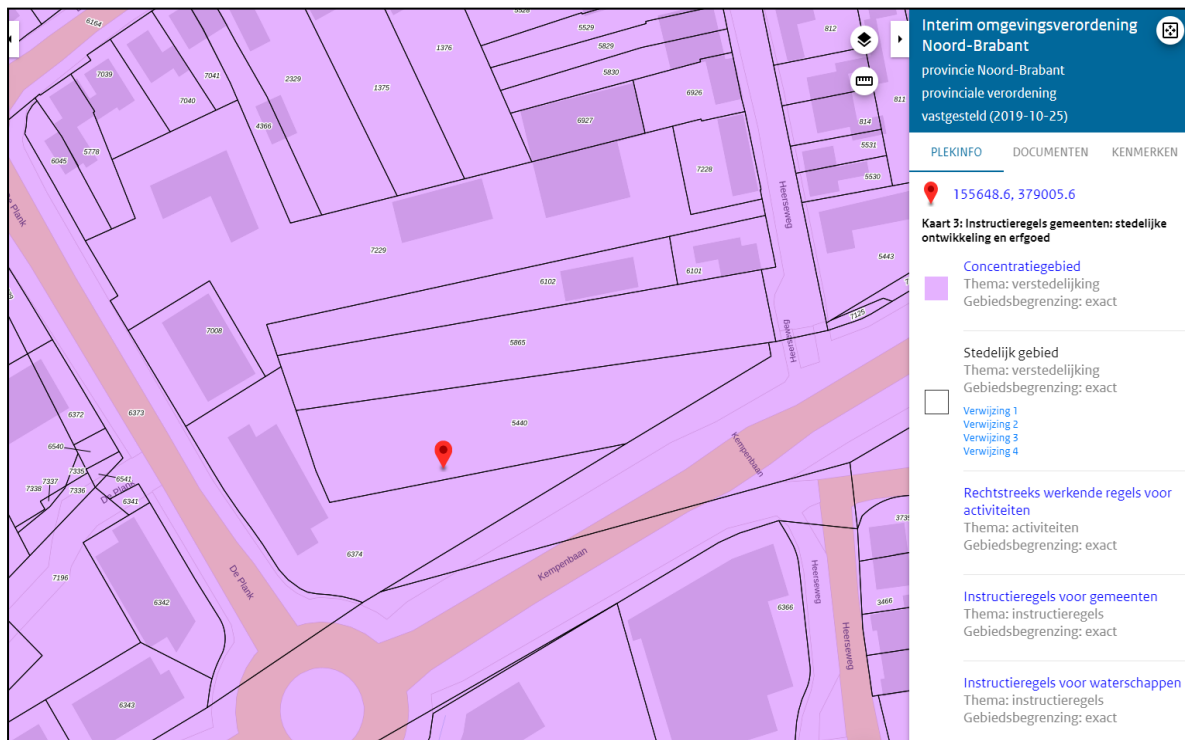 6164
5528
5529
5829
5830
812
1376
7039
7041
2329
1375
7040
6926
811
4366
6927
814
5531
5778
6045
7228
5530
De Plank
Heerseweg
7229
5443
6102
6101
7125
7008
5865
Heerseweg
6372
6373
5440
6540
7335
7337
6541
7338
7336
De Plank
6341
Kempenbaan
3735
6374
Kempenbaan
7196
De Plank
Heerseweg
6342
6366
3466
Heerseweg
6343
Interim omgevingsverordening
Noord-Brabant
provincie Noord-Brabant
provinciale verordening
vastgesteld (2019-10-25)
PLEKINFO DOCUMENTEN KENMERKEN
155648.6, 379005.6
Kaart 3: Instructieregels gemeenten: stedelijke
ontwikkeling en erfgoed
Concentratiegebied
Thema: verstedelijking
Gebiedsbegrenzing: exact
Stedelijk gebied
Thema: verstedelijking
Gebiedsbegrenzing: exact
Verwijzing 1
Verwijzing 2
Verwijzing 3
Verwijzing 4
Rechtstreeks werkende regels voor
activiteiten
Thema: activiteiten
Gebiedsbegrenzing: exact
Instructieregels voor gemeenten
Thema: instructieregels
Gebiedsbegrenzing: exact
Instructieregels voor waterschappen
Thema: instructieregels
Gebiedsbegrenzing: exact